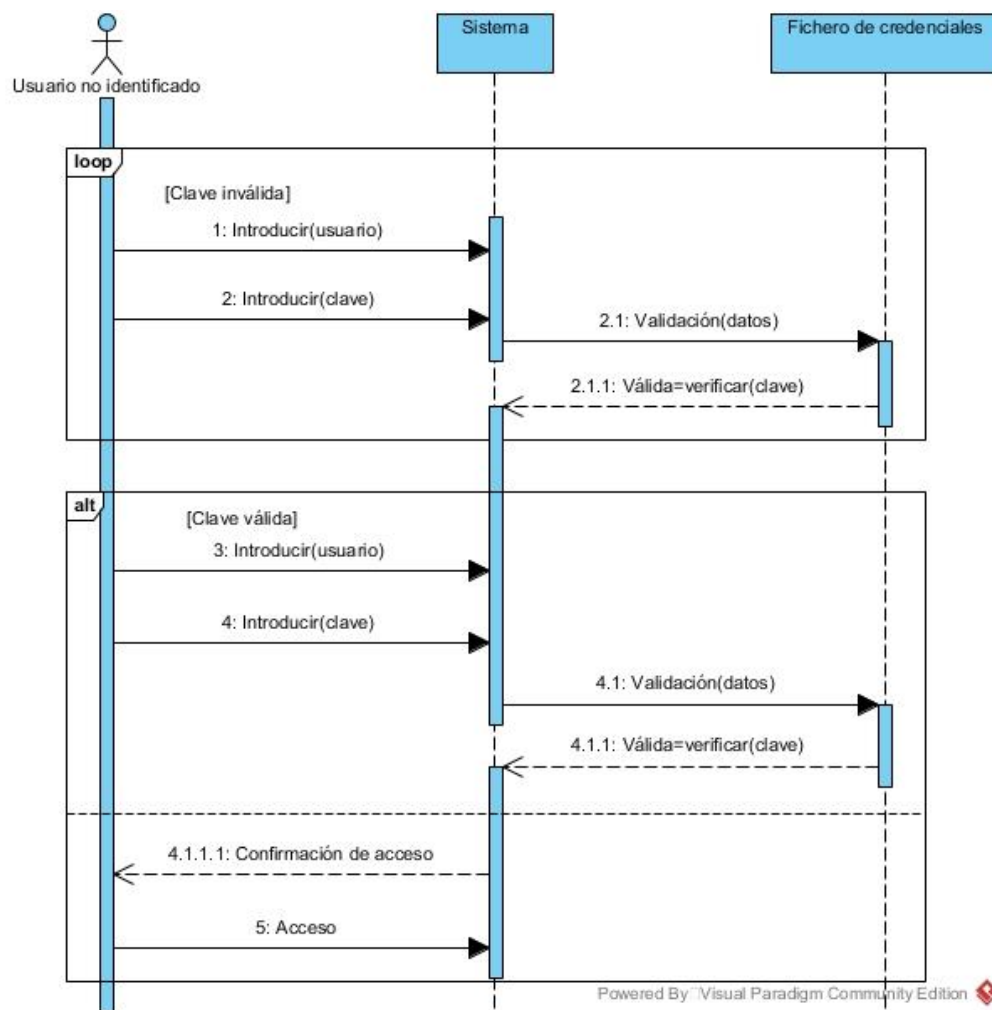 Sistema
Fichero de credenciales
Usuario no identificado
loop
[Clave inválida]
1: Introducir(usuario)
2: Introducir(clave)
2.1: Validación(datos)
2.1.1: Válida=verificar(clave)
alt
[Clave válida]
3: Introducir(usuario)
4: Introducir(clave)
4.1: Validación(datos)
4.1.1: Válida=verificar(clave)
4.1.1.1: Confirmación de acceso
5: Acceso
Powered By Visual Paradigm Community Edition